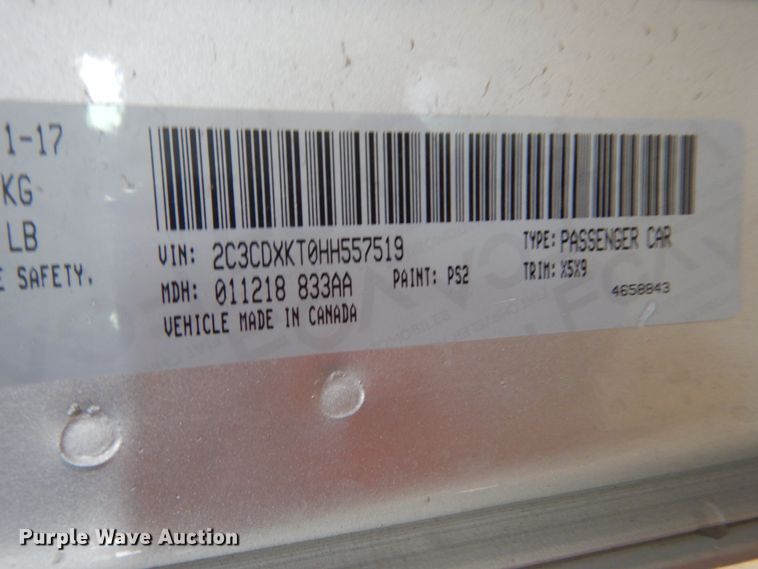 1-17
KG
LB
E SAFETY.
VIN: 2C3CDXKT0HH557519
TYPE: PASSENGER CAR
MDH: 011218 833AA
PAINT: PS2
TRIM: X5X9
VEHICLE MADE IN CANADA
4658843
Purple Wave Auction